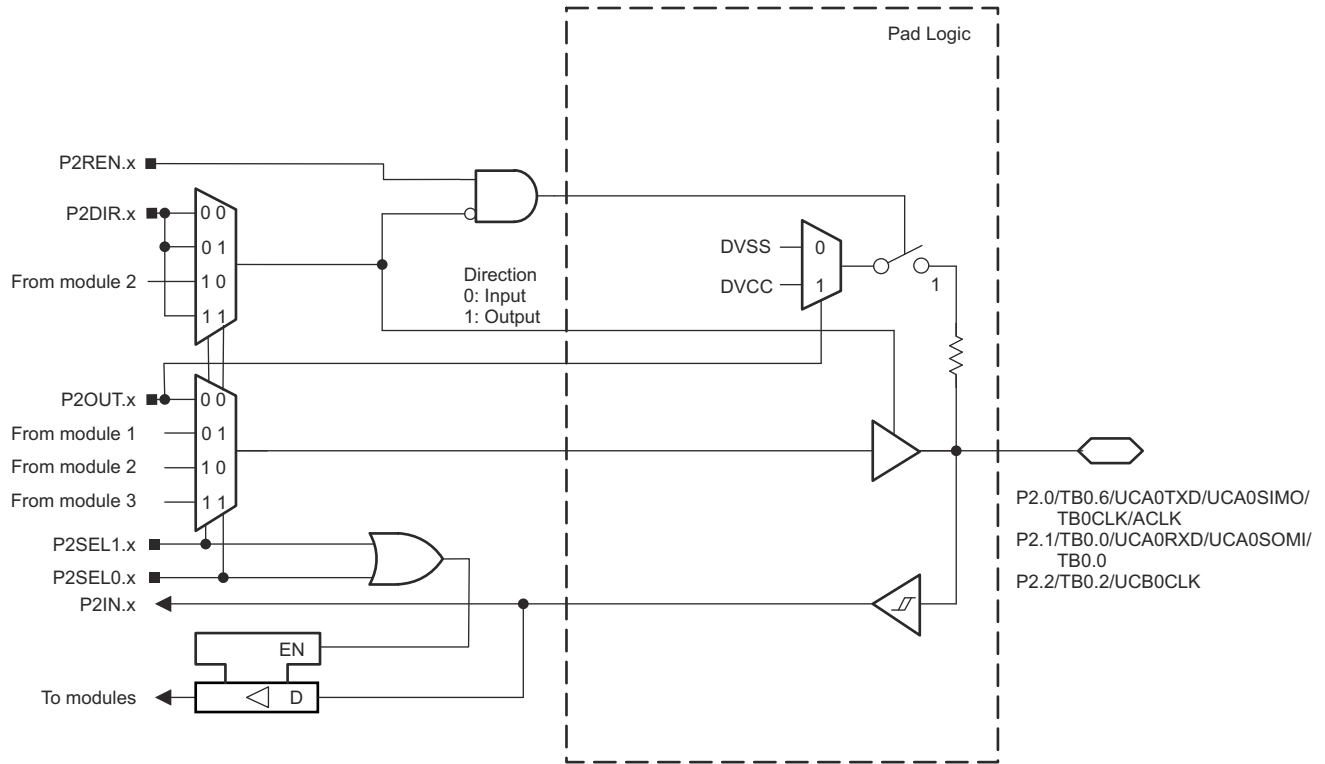 Pad Logic
P2REN.x
P2DIR.x
0 0
0 1
From module 2
1 0
1 1
Direction
0: Input
1: Output
DVSS
0
DVCC
1
1
P2OUT.x
0 0
From module 1
0 1
From module 2
1 0
From module 3
1 1
P2SEL1.x
P2SEL0.x
P2IN.x
EN
To modules
D
P2.0/TB0.6/UCA0TXD/UCA0SIMO/
TB0CLK/ACLK
P2.1/TB0.0/UCA0RXD/UCA0SOMI/
TB0.0
P2.2/TB0.2/UCB0CLK